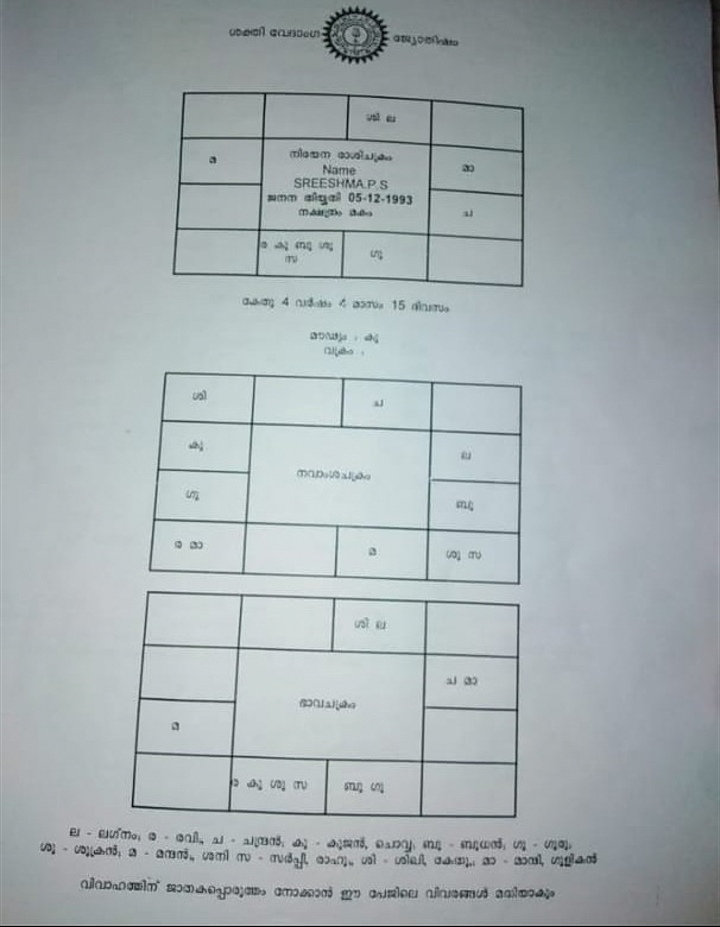 ശക്തി വേദാംഗ ജ്യോതിഷം
ശി ല
മ
നിരയന രാശിചക്രം
Name
SREESHMA.P.S
ജനന തിയ്യതി 05-12-1993
നക്ഷത്രം മകം
മാ
ച
ര കു ബു ശു
സ
ഗു
കേതു 4 വർഷം 4 മാസം 15 ദിവസം
മൗഢ്യം : കു
വക്രം :
ശി
ച
കു
നവാംശചക്രം
ല
ഗു
ബു
ര മാ
മ
ശു സ
ശി ല
ഭാവചക്രം
ച മാ
മ
ര കു ശു സ
ബു ഗു
ല - ലഗ്നം; ര - രവി, ച - ചന്ദ്രൻ; കു - കുജൻ, ചൊവ്വ; ബു - ബുധൻ; ഗു - ഗുരു;
ശു - ശുക്രൻ; മ - മന്ദൻ, ശനി സ - സർപ്പി, രാഹു, ശി - ശിഖി, കേതു,; മാ - മാന്ദി, ഗുളികൻ
വിവാഹത്തിന് ജാതകപ്പൊരുത്തം നോക്കാൻ ഈ പേജിലെ വിവരങ്ങൾ മതിയാകും